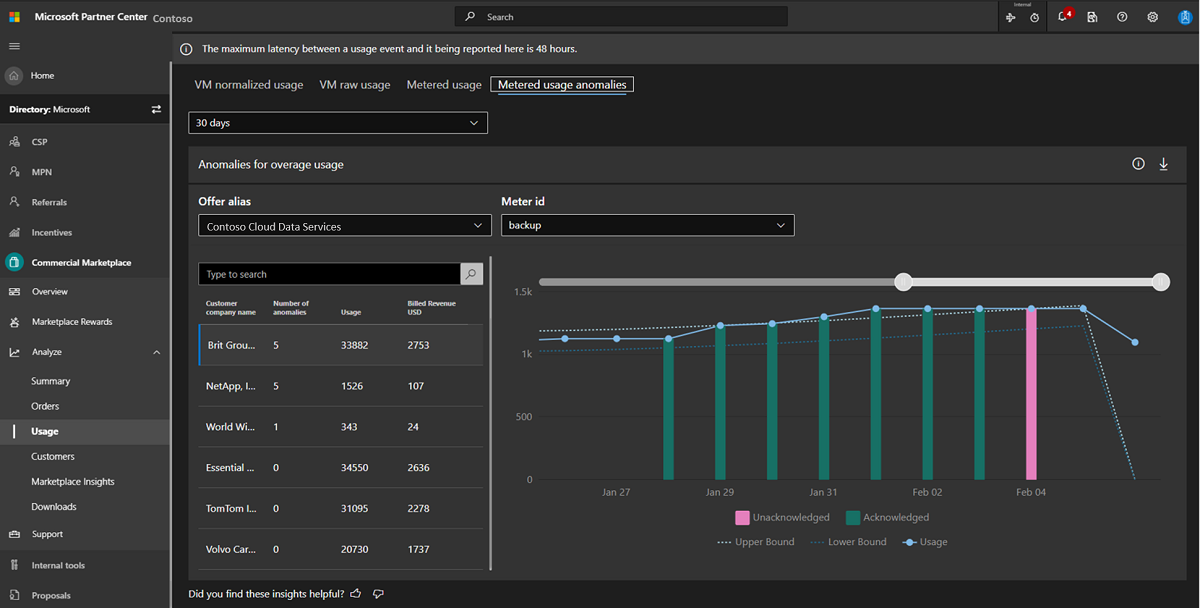 Microsoft Partner Center Contoso
Search
Internal
4
The maximum latency between a usage event and it being reported here is 48 hours.
Home
Directory: Microsoft
CSP
MPN
Referrals
Incentives
Commercial Marketplace
Overview
Marketplace Rewards
Analyze
Summary
Orders
Usage
Customers
Marketplace Insights
Downloads
Support
Internal tools
Proposals
VM normalized usage VM raw usage Metered usage Metered usage anomalies
30 days
Anomalies for overage usage
Offer alias
Contoso Cloud Data Services
Meter id
backup
Type to search
Customer company name Number of anomalies Usage Billed Revenue USD
Brit Grou... 5 33882 2753
NetApp, I... 5 1526 107
World Wi... 1 343 24
Essential ... 0 34550 2636
TomTom I... 0 31095 2278
Volvo Car... 0 20730 1737
1.5k
1k
500
0
Jan 27 Jan 29 Jan 31 Feb 02 Feb 04
Unacknowledged Acknowledged
Upper Bound Lower Bound Usage
Did you find these insights helpful?